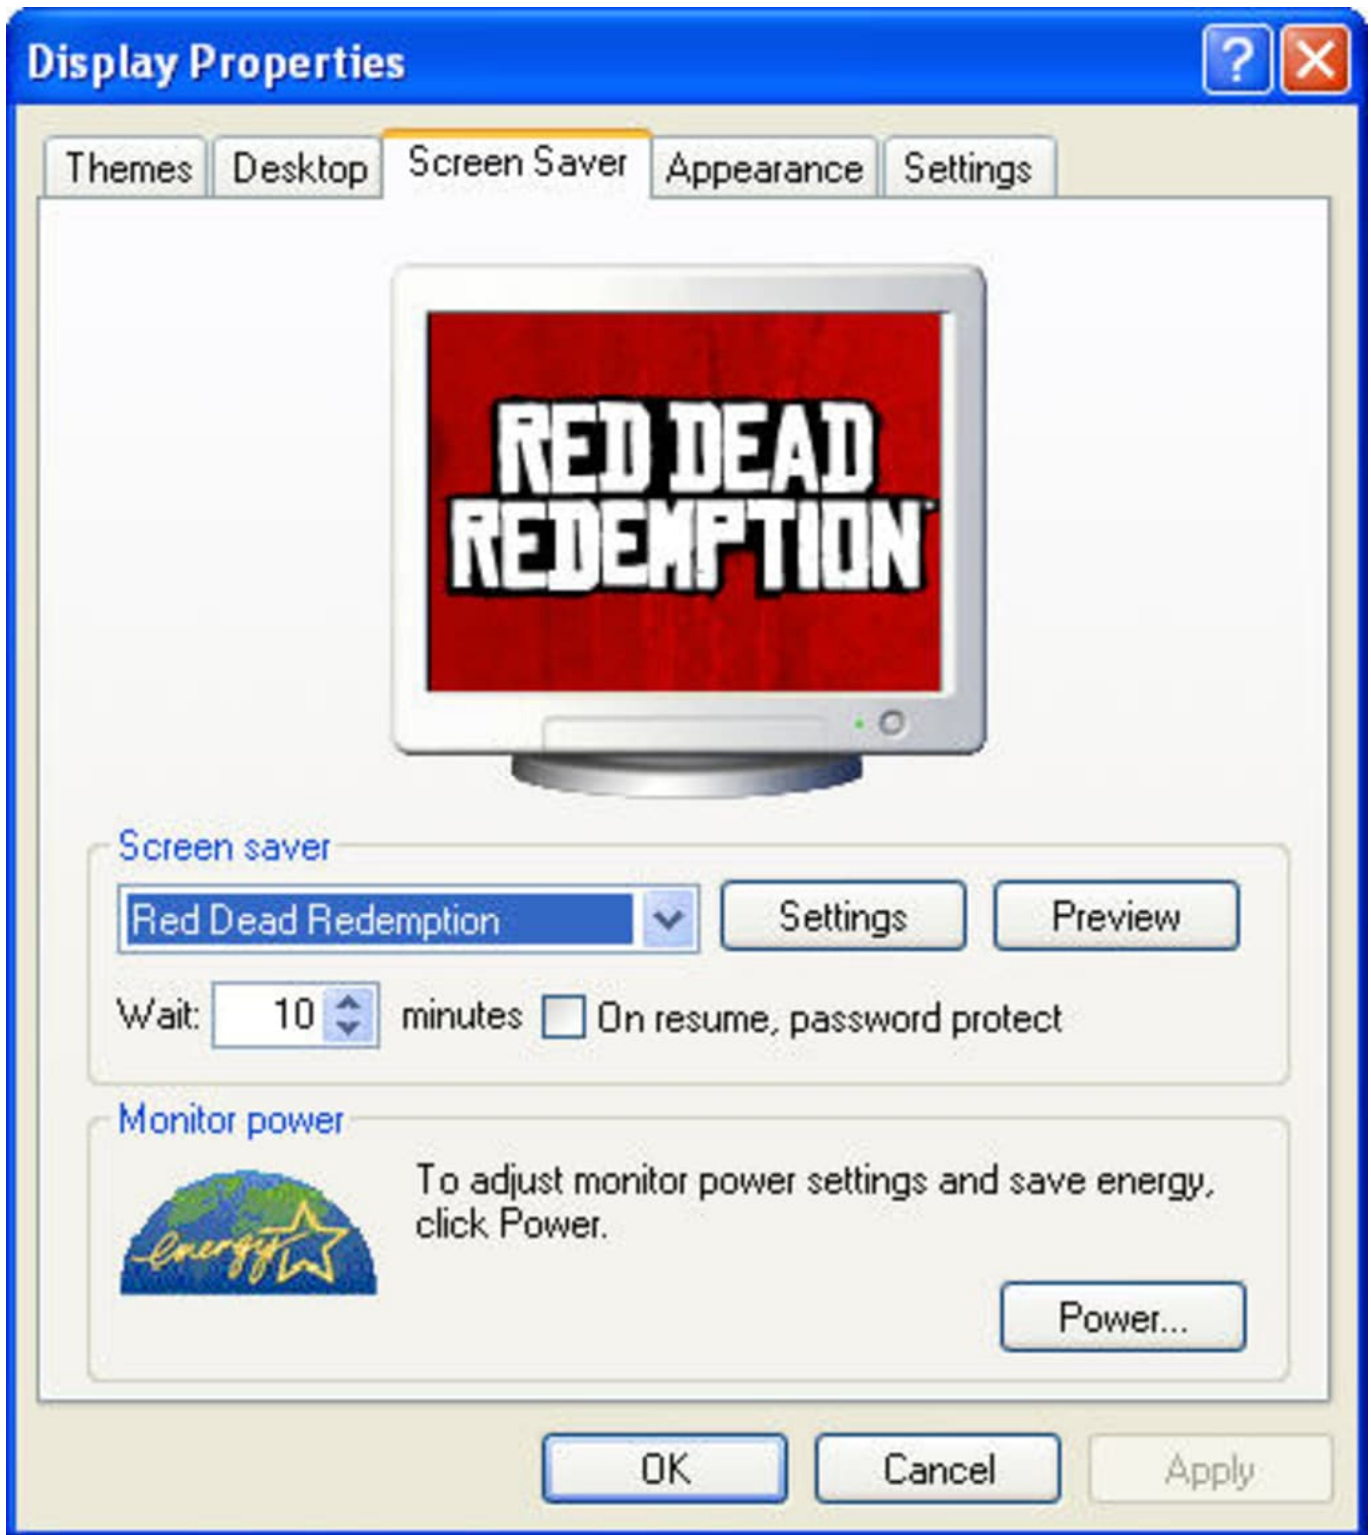 Display Properties
Themes Desktop Screen Saver Appearance Settings
RED DEAD
REDEMPTION
Screen saver
Red Dead Redemption Settings Preview
Wait: 10 minutes On resume, password protect
Monitor power
energy
To adjust monitor power settings and save energy,
click Power.
Power...
OK Cancel Apply